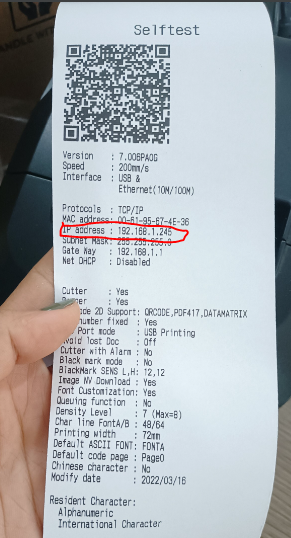 Selftest
Version : 7.006PAOG
Speed : 200mm/s
Interface : USB &
Ethernet(10M/100M)
Protocols : TCP/IP
MAC address: 00-61-95-67-4E-36
IP address : 192.168.1.245
Subnet Mask: 255.255.255.0
Gate Way : 192.168.1.1
Net DHCP : Disabled
Cutter : Yes
: Yes
2D Support: QRCODE,PDF417,DATAMATRIX
number fixed : Yes
Port mode : USB Printing
lost Doc : Off
Cutter with Alarm : No
Black mark mode : No
BlackMark SENS L,H: 12,12
Image NV Download : Yes
Font Customization: Yes
Queuing function : No
Density Level : 7 (Max=8)
Char line FontA/B : 48/64
Printing width : 72mm
Default ASCII FONT: FONTA
Default code page : Page0
Chinese character : No
Modify date : 2022/03/16
Resident Character:
Alphanumeric
International Character